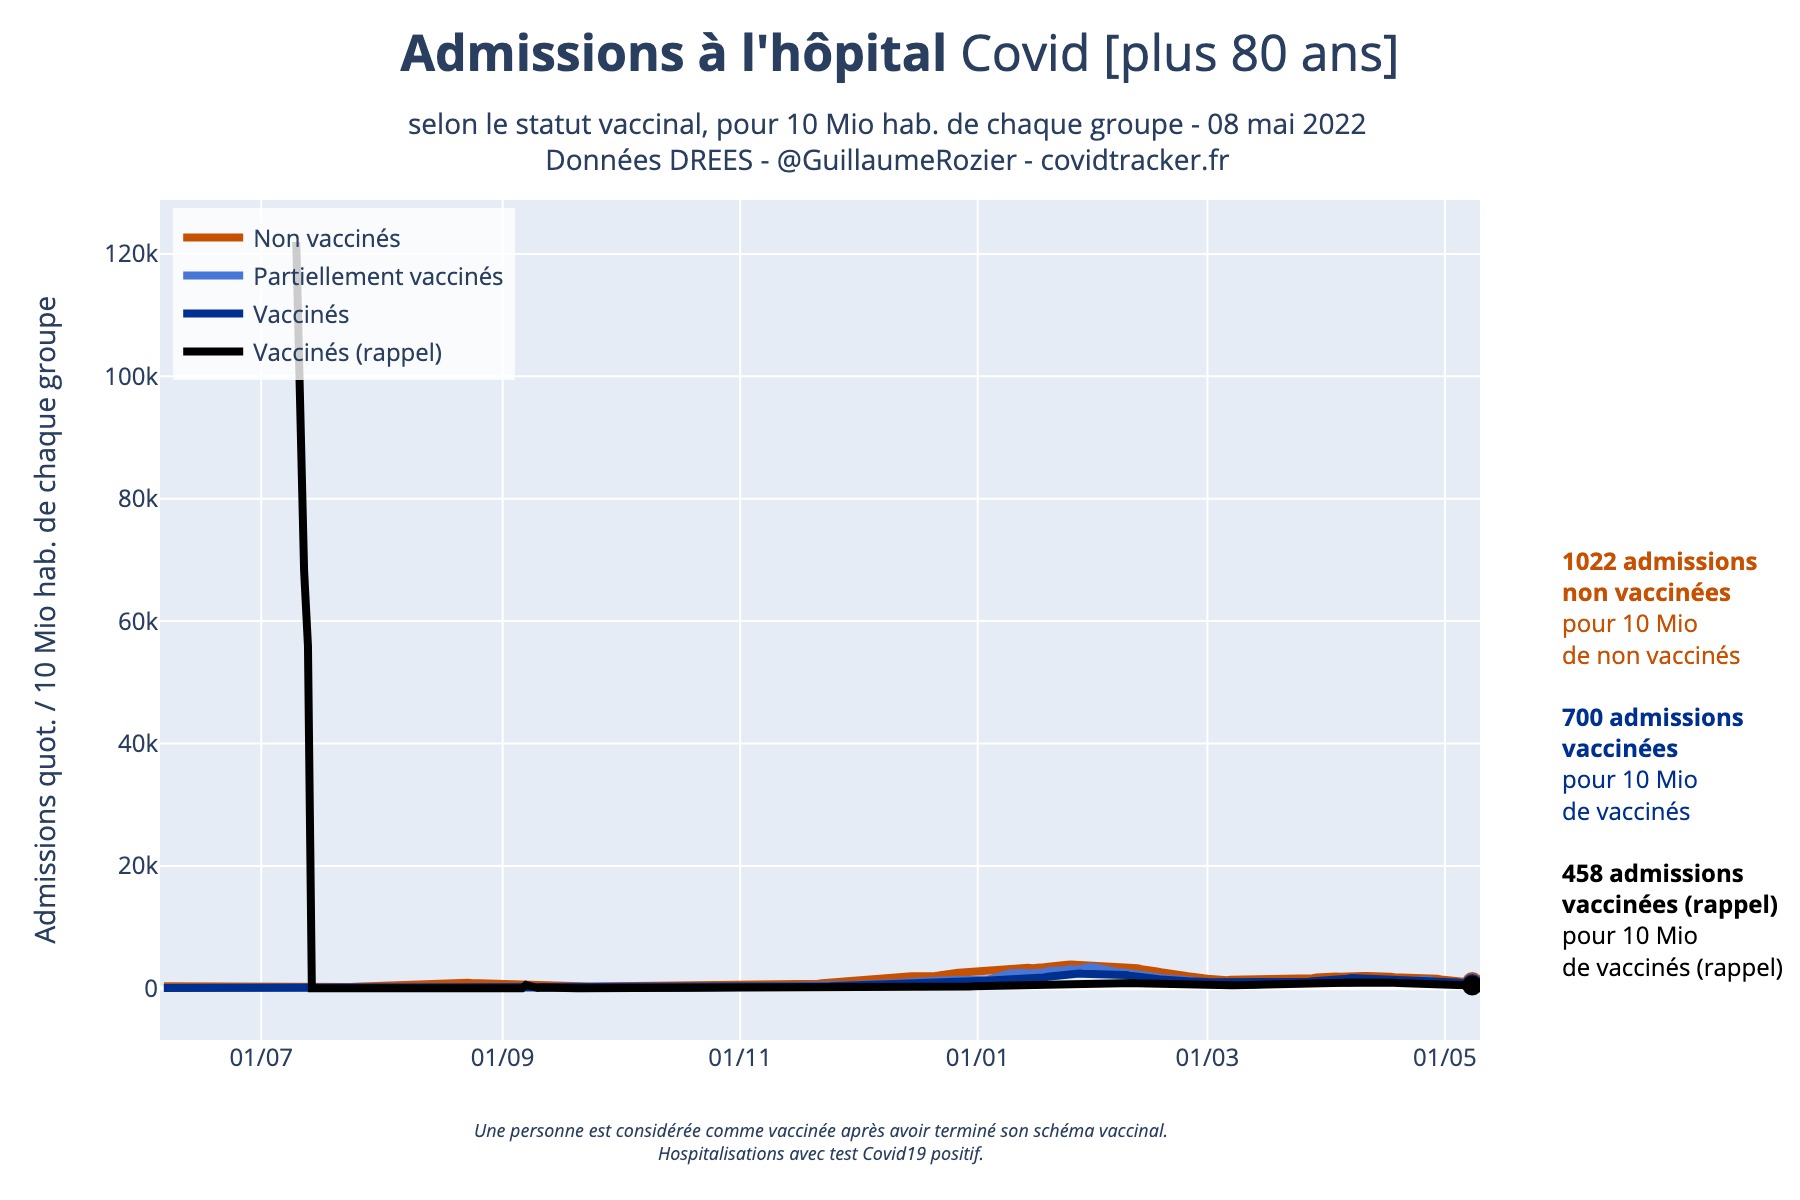 Admissions à l'hôpital Covid [plus 80 ans]
selon le statut vaccinal, pour 10 Mio hab. de chaque groupe - 08 mai 2022
Données DREES - @GuillaumeRozier - covidtracker.fr
Admissions quot. / 10 Mio hab. de chaque groupe
120k
100k
80k
60k
40k
20k
0
Non vaccinés
Partiellement vaccinés
Vaccinés
Vaccinés (rappel)
01/07
01/09
01/11
01/01
01/03
01/05
1022 admissions
non vaccinées
pour 10 Mio
de non vaccinés
700 admissions
vaccinées
pour 10 Mio
de vaccinés
458 admissions
vaccinées (rappel)
pour 10 Mio
de vaccinés (rappel)
Une personne est considérée comme vaccinée après avoir terminé son schéma vaccinal.
Hospitalisations avec test Covid19 positif.